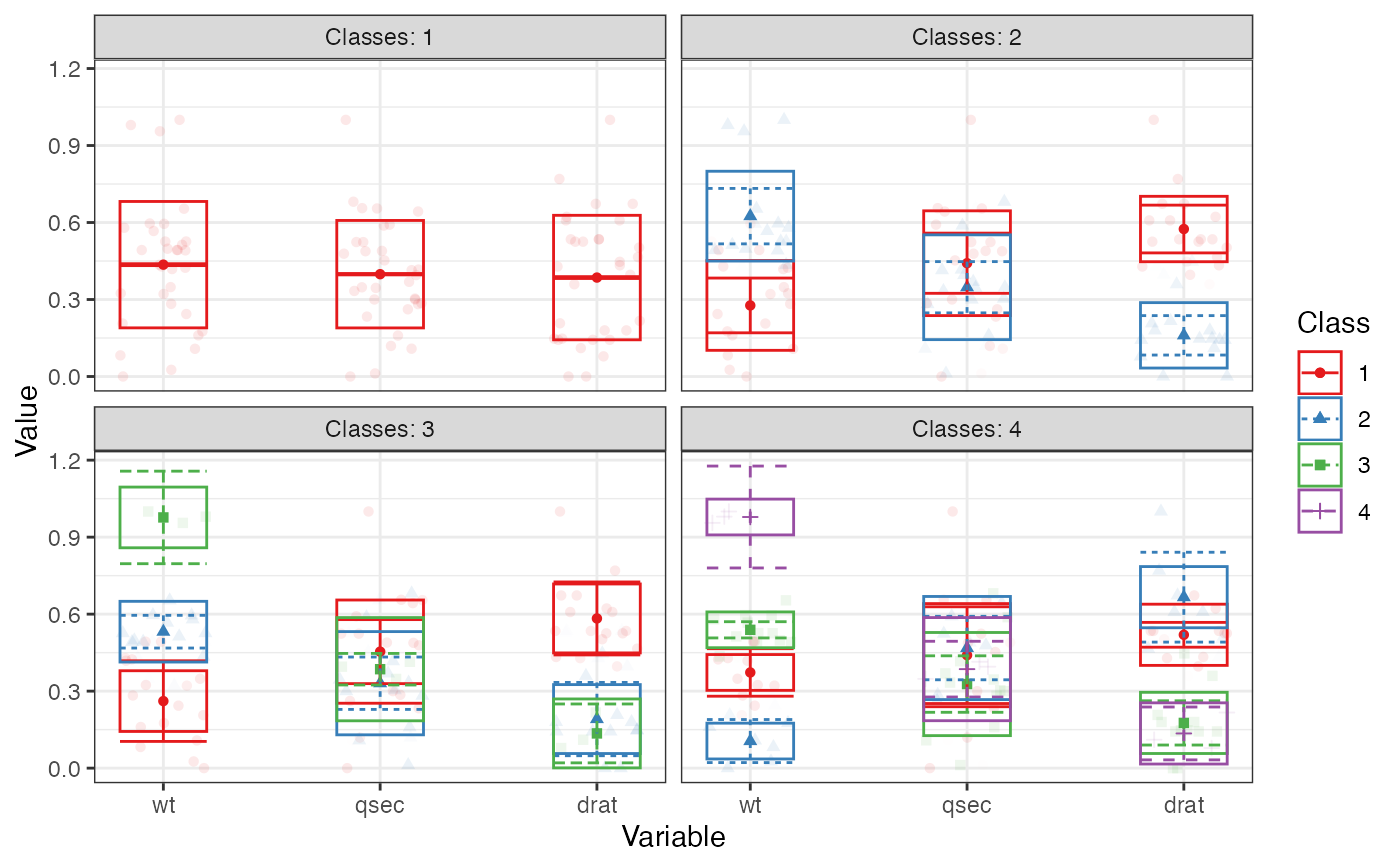 Classes: 1
Classes: 2
1.2
0.9
0.6
0.3
0.0
Classes: 3
Classes: 4
1.2
0.9
0.6
0.3
0.0
wt
qsec
drat
wt
qsec
drat
Value
Variable
Class
1
2
3
4